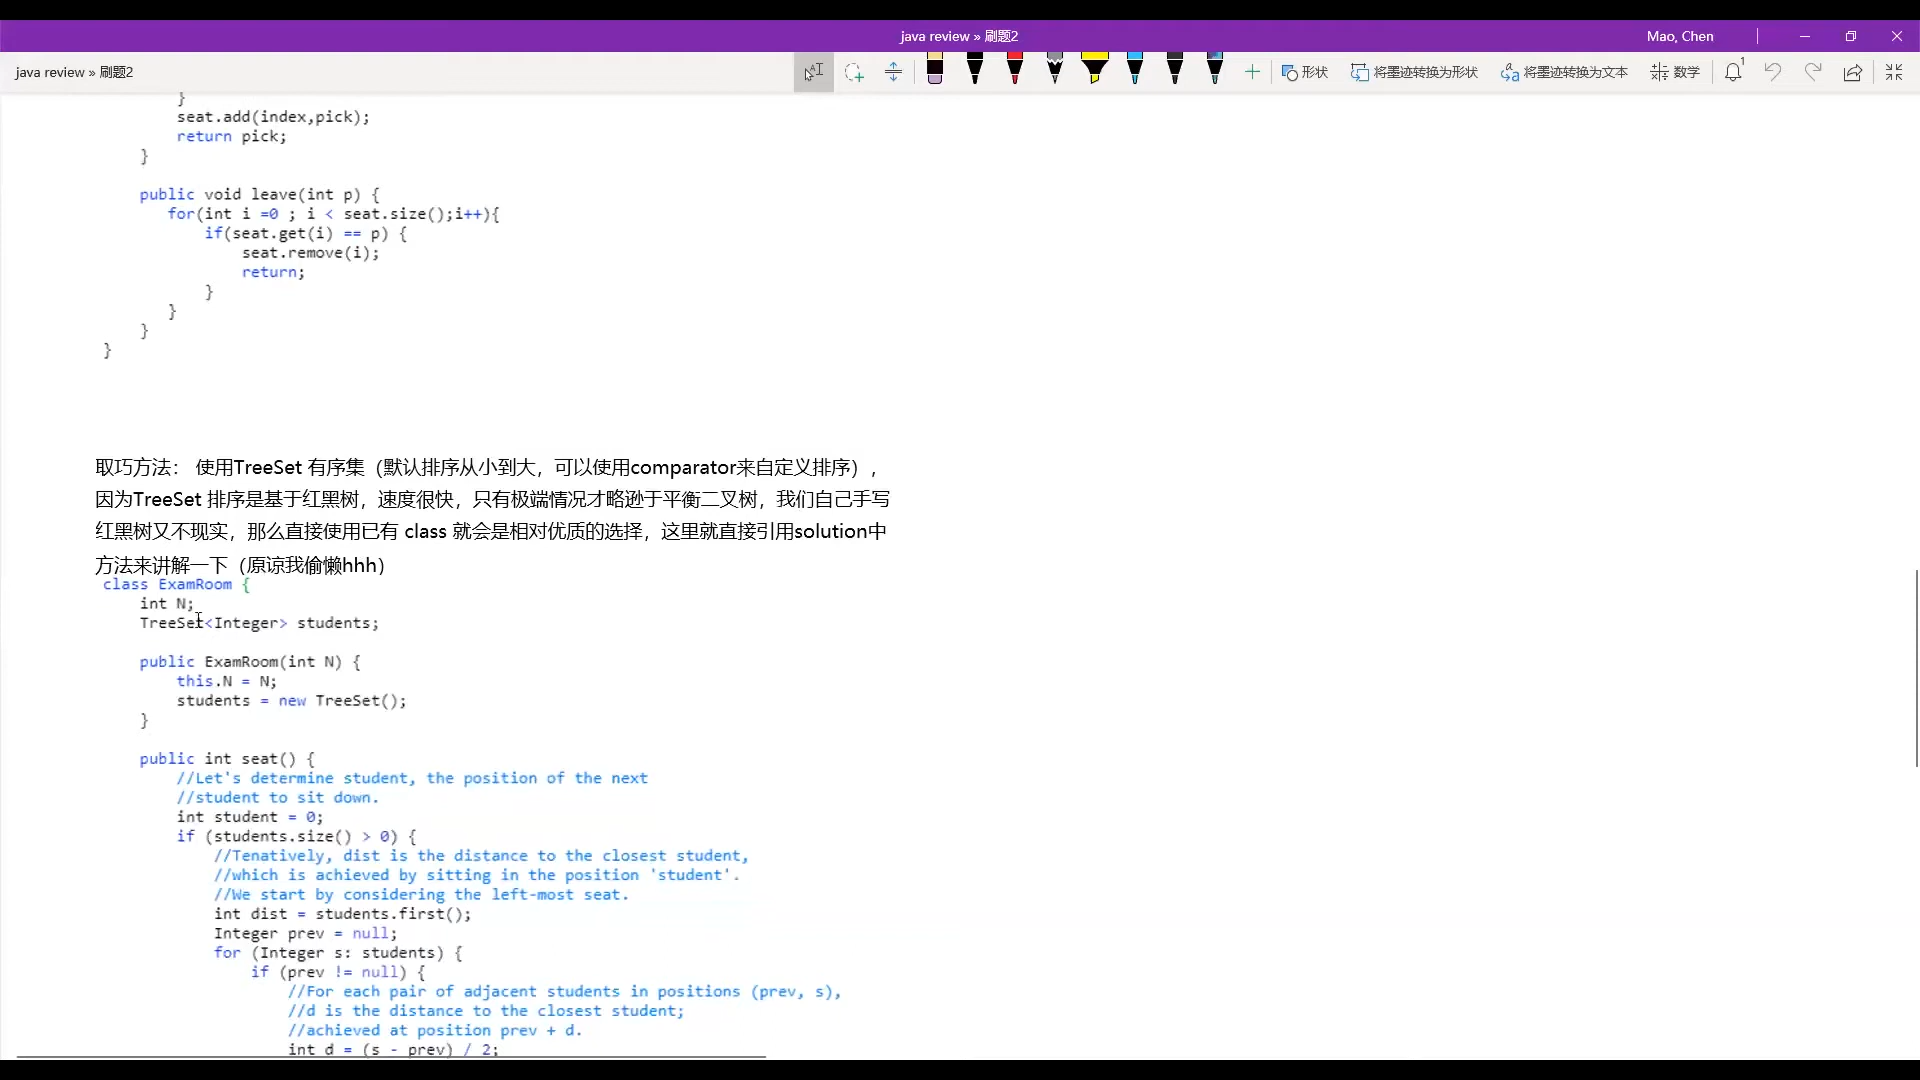 java review » 刷题2
Mao, Chen
java review » 刷题2
形状
将墨迹转换为形状
将墨迹转换为文本
数学
1
}
seat.add(index,pick);
return pick;
}
public void leave(int p) {
for(int i =0 ; i < seat.size();i++){
if(seat.get(i) == p) {
seat.remove(i);
return;
}
}
}
}
取巧方法： 使用TreeSet 有序集（默认排序从小到大，可以使用comparator来自定义排序），
因为TreeSet 排序是基于红黑树，速度很快，只有极端情况才略逊于平衡二叉树，我们自己手写
红黑树又不现实，那么直接使用已有 class 就会是相对优质的选择，这里就直接引用solution中
方法来讲解一下（原谅我偷懒hhh）
class ExamRoom {
int N;
TreeSet<Integer> students;
public ExamRoom(int N) {
this.N = N;
students = new TreeSet();
}
public int seat() {
//Let's determine student, the position of the next
//student to sit down.
int student = 0;
if (students.size() > 0) {
//Tenatively, dist is the distance to the closest student,
//which is achieved by sitting in the position 'student'.
//We start by considering the left-most seat.
int dist = students.first();
Integer prev = null;
for (Integer s: students) {
if (prev != null) {
//For each pair of adjacent students in positions (prev, s),
//d is the distance to the closest student;
//achieved at position prev + d.
int d = (s - prev) / 2;